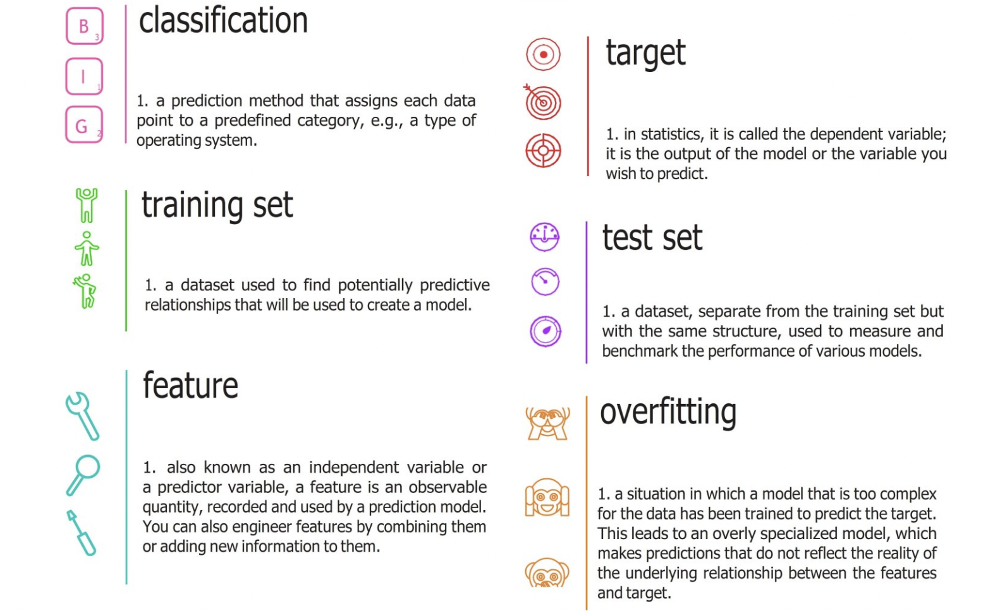 classification
B
3
I
1
G
2
1. a prediction method that assigns each data
point to a predefined category, e.g., a type of
operating system.
training set
1. a dataset used to find potentially predictive
relationships that will be used to create a model.
feature
1. also known as an independent variable or
a predictor variable, a feature is an observable
quantity, recorded and used by a prediction model.
You can also engineer features by combining them
or adding new information to them.
target
1. in statistics, it is called the dependent variable;
it is the output of the model or the variable you
wish to predict.
test set
1. a dataset, separate from the training set but
with the same structure, used to measure and
benchmark the performance of various models.
overfitting
1. a situation in which a model that is too complex
for the data has been trained to predict the target.
This leads to an overly specialized model, which
makes predictions that do not reflect the reality of
the underlying relationship between the features
and target.